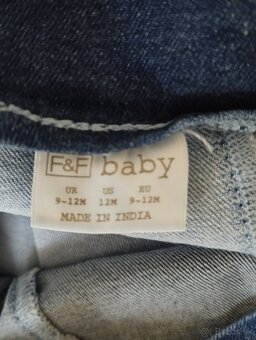 F&F baby
UK US EU
9-12M 12M 9-12M
MADE IN INDIA